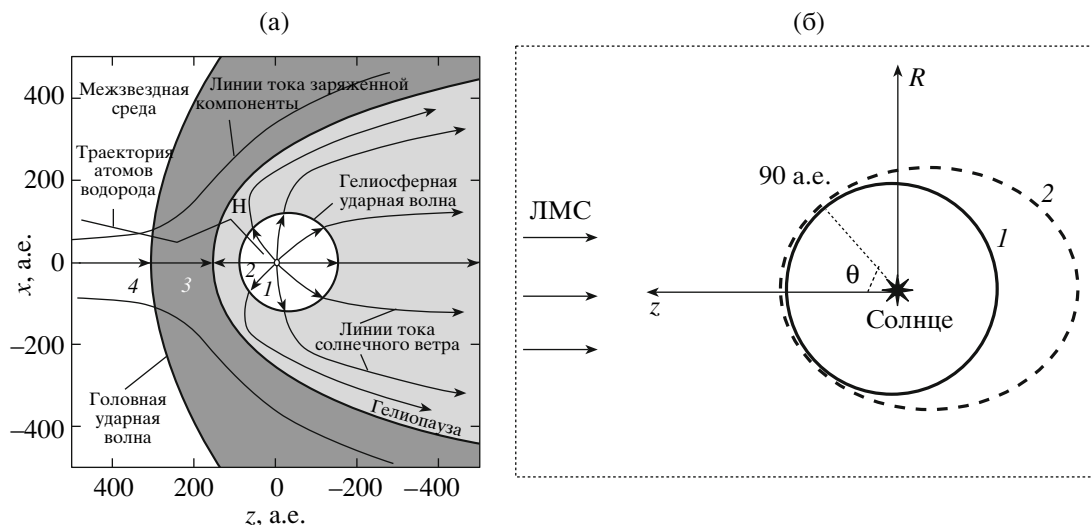 (а)
400
200
0
−200
−400
x, а.е.
400
200
0
−200
−400
z, а.е.
Межзвездная
среда
Линии тока заряженной
компоненты
Траектория
атомов
водорода
Н
Гелиосферная
ударная волна
4
3
2
1
Линии тока
солнечного ветра
Головная
ударная
волна
Гелиопауза
(б)
R
90 а.е.
2
1
ЛМС
θ
z
Солнце